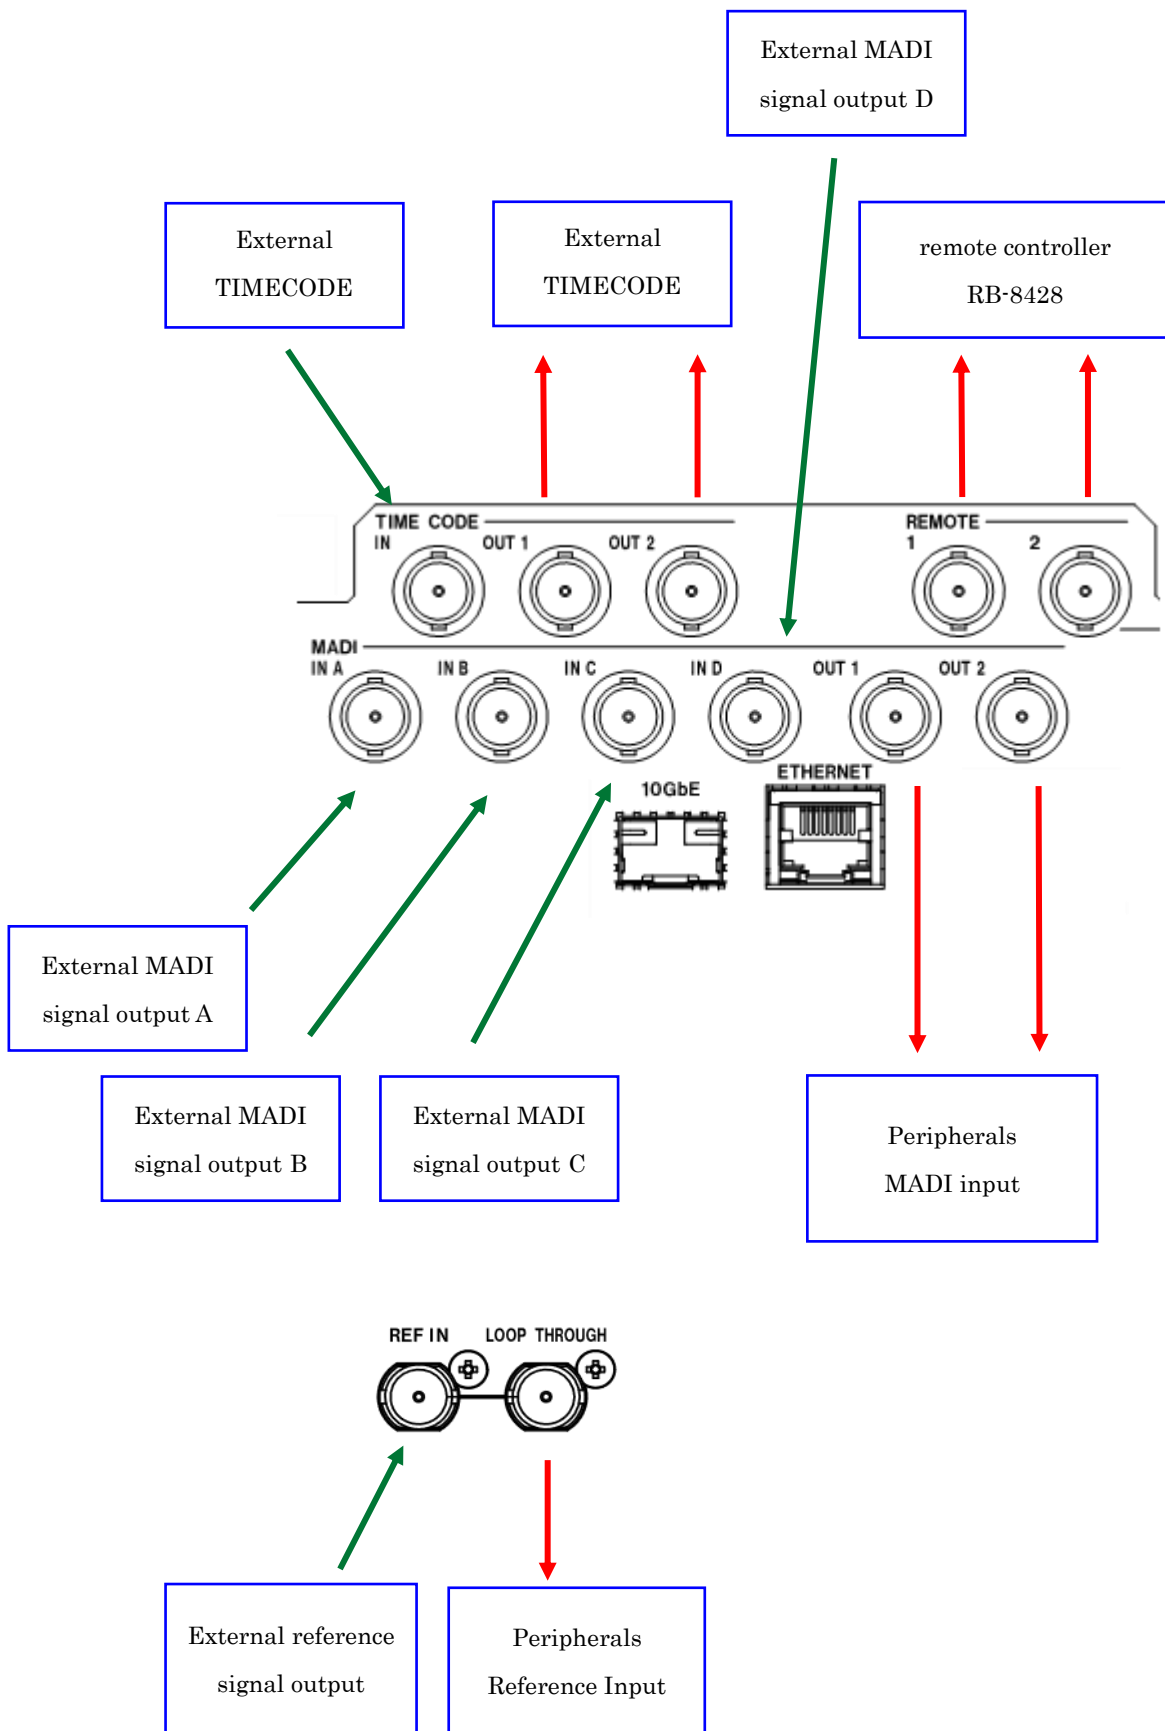 External MADI
signal output D
External
TIMECODE
External
TIMECODE
remote controller
RB-8428
TIME CODE
REMOTE
IN
OUT 1
OUT 2
1
2
MADI
IN A
IN B
IN C
IN D
OUT 1
OUT 2
10GbE
ETHERNET
External MADI
signal output A
External MADI
signal output B
External MADI
signal output C
Peripherals
MADI input
REF IN
LOOP THROUGH
External reference
signal output
Peripherals
Reference Input